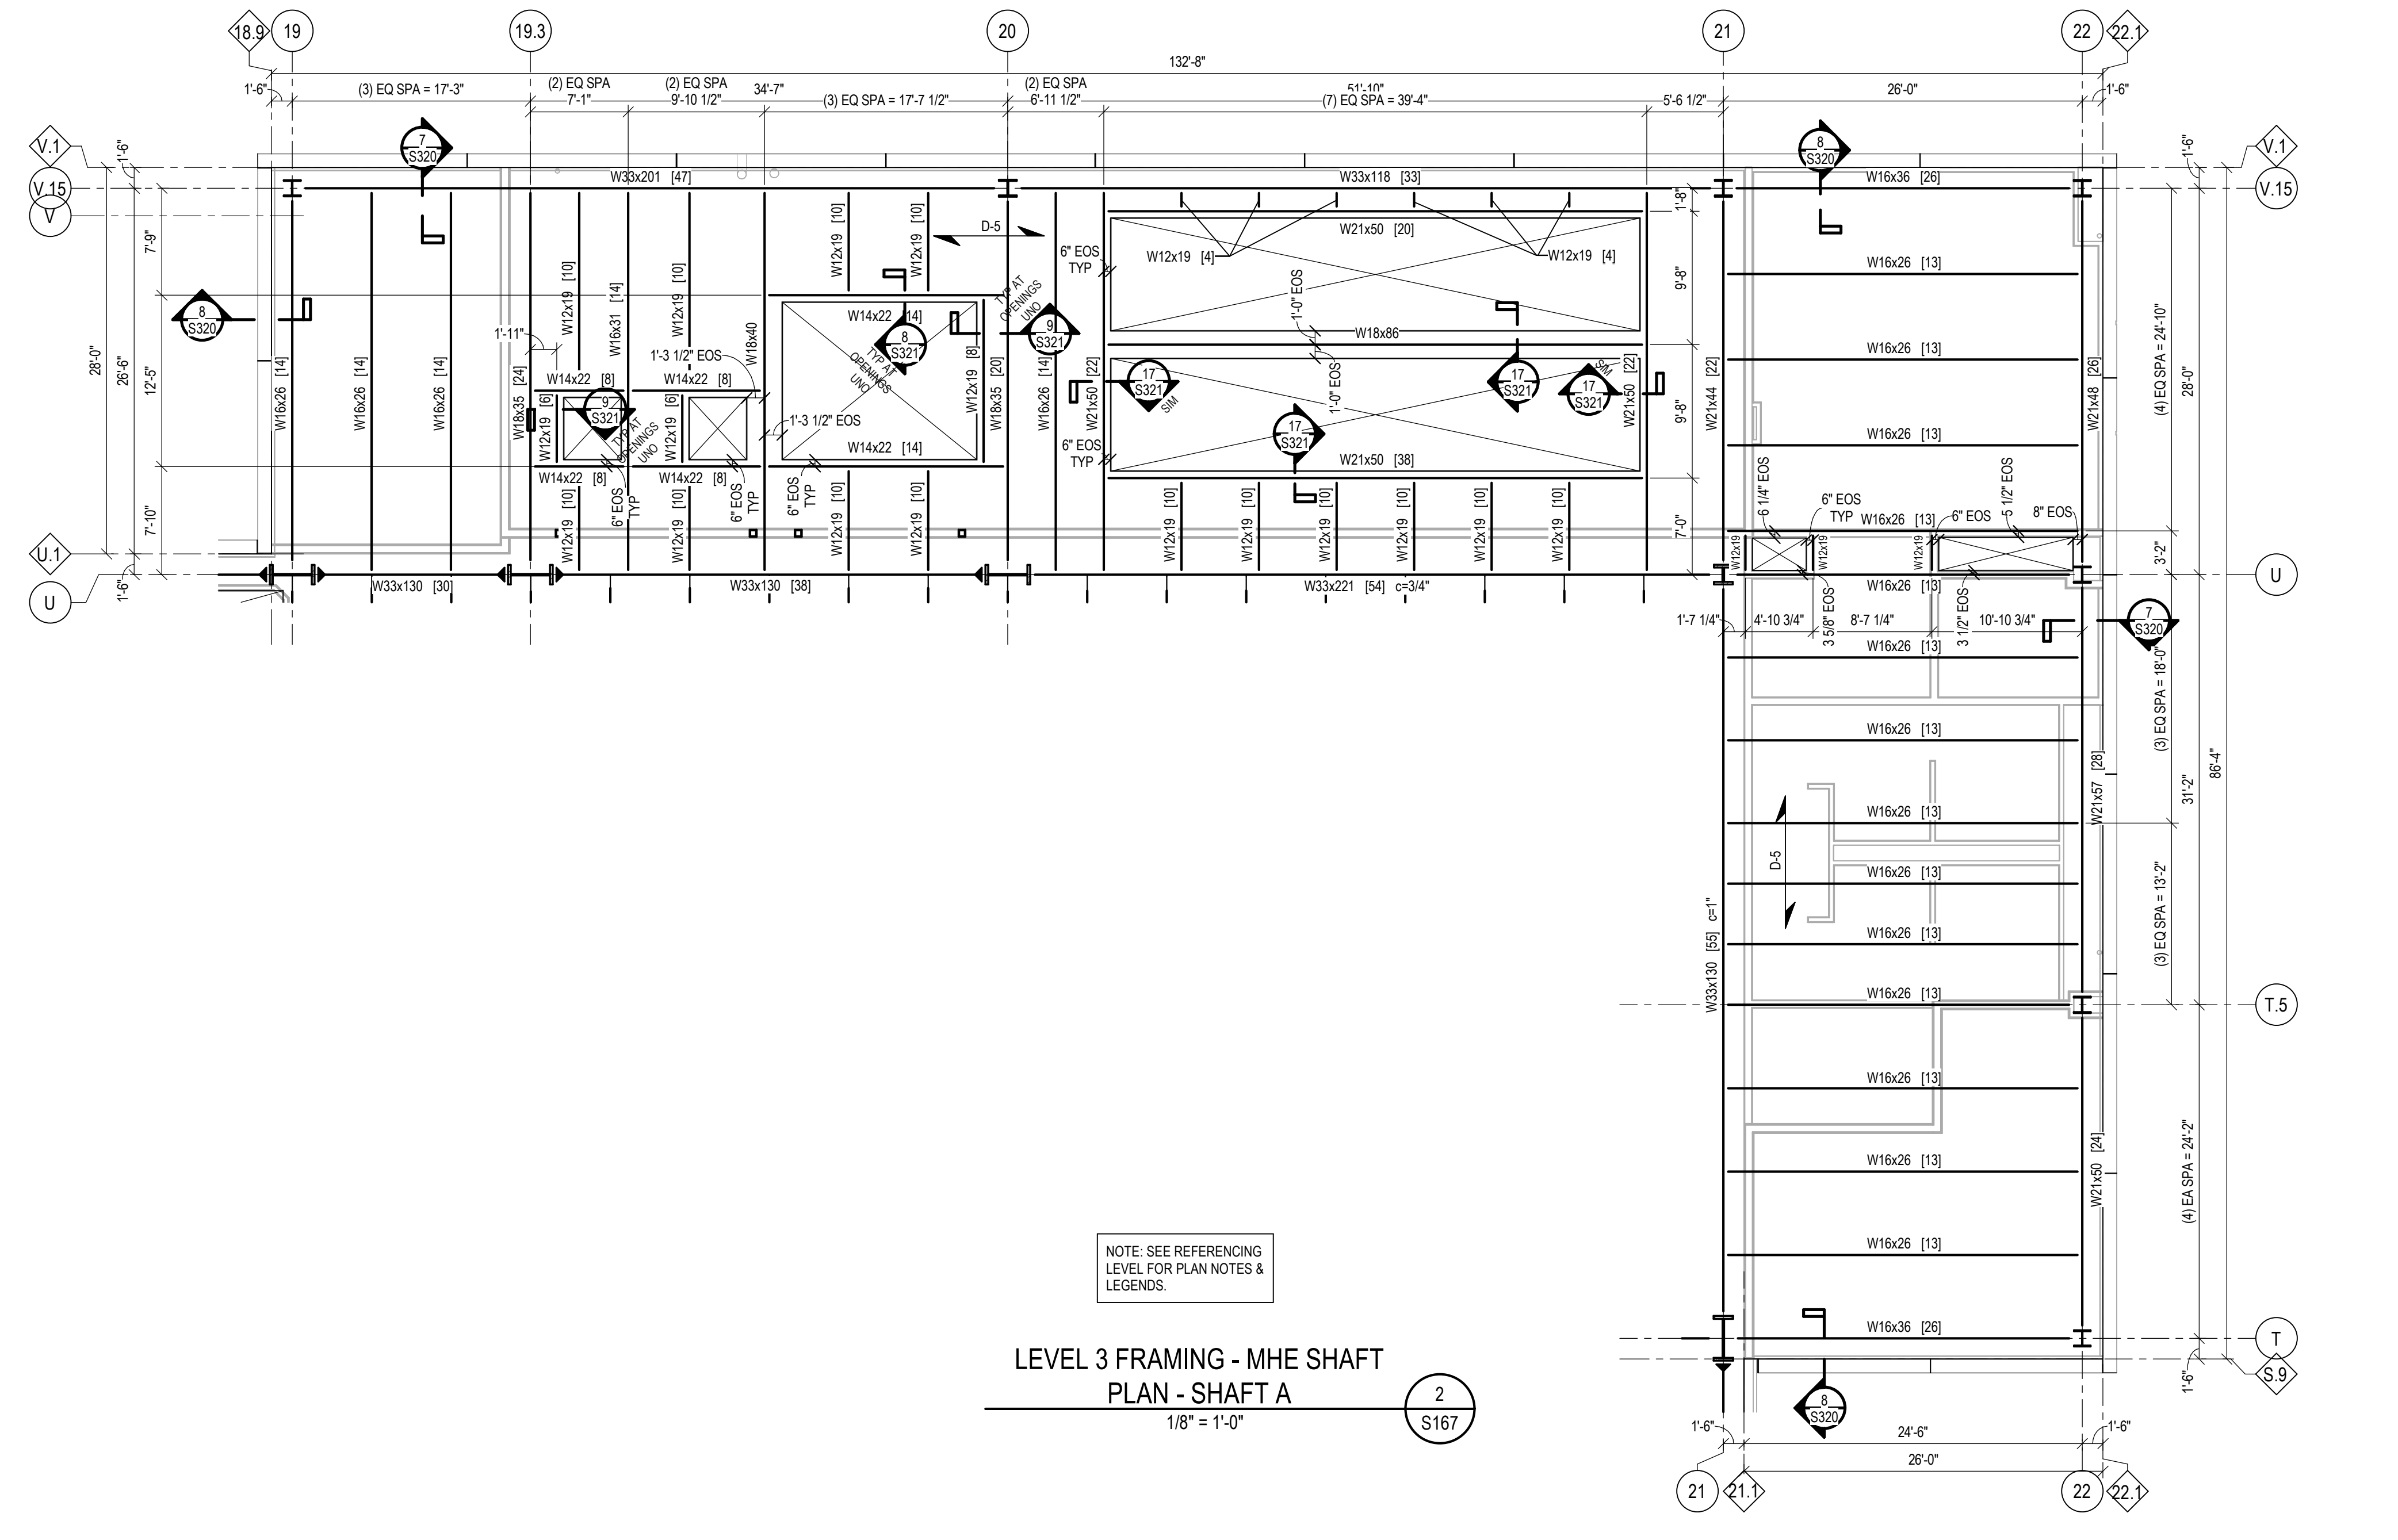 18.9
19
19.3
20
21
22
22.1
132'-8"
1'-6"
(3) EQ SPA = 17'-3"
(2) EQ SPA
7'-1"
(2) EQ SPA
9'-10 1/2"
34'-7"
(3) EQ SPA = 17'-7 1/2"
(2) EQ SPA
6'-11 1/2"
51'-10"
(7) EQ SPA = 39'-4"
5'-6 1/2"
26'-0"
1'-6"
V.1
V.15
V
U.1
U
1'-6"
28'-0"
26'-6"
7'-9"
12'-5"
7'-10"
1'-6"
7
S320
8
S320
8
S320
W33x201 [47]
W33x118 [33]
W16x36 [26]
W16x26 [14]
W16x26 [14]
W16x26 [14]
W18x35 [24]
1'-11"
W12x19 [10]
W16x31 [14]
W12x19 [10]
W18x40
1'-3 1/2" EOS
W14x22 [8]
W14x22 [8]
W12x19 [6]
W12x19 [6]
9
S321
TYP AT
OPENINGS
UNO
W14x22 [8]
W14x22 [8]
W12x19 [10]
W12x19 [10]
6" EOS
TYP
6" EOS
TYP
6" EOS
TYP
1'-3 1/2" EOS
W12x19 [10]
W12x19 [10]
D-5
W14x22 [14]
8
S321
TYP AT
OPENINGS
UNO
W14x22 [14]
W12x19 [8]
W18x35 [20]
W12x19 [10]
W12x19 [10]
TYP AT
OPENINGS
UNO
9
S321
W16x26 [14]
W21x50 [22]
6" EOS
TYP
6" EOS
TYP
W21x50 [20]
W12x19 [4]
W12x19 [4]
1'-0" EOS
W18x86
1'-0" EOS
17
S321
SIM
17
S321
17
S321
SIM
17
S321
W21x50 [38]
W21x50 [22]
W12x19 [10]
W12x19 [10]
W12x19 [10]
W12x19 [10]
W12x19 [10]
W12x19 [10]
1'-8"
9'-8"
9'-8"
7'-0"
W21x44 [22]
W33x130 [30]
W33x130 [38]
W33x221 [54] c=3/4"
W16x26 [13]
W16x26 [13]
W16x26 [13]
W21x48 [26]
6 1/4" EOS
6" EOS
TYP
W16x26 [13]
6" EOS
5 1/2" EOS
8" EOS
W12x19
W12x19
W12x19
W16x26 [13]
1'-7 1/4"
4'-10 3/4"
3 5/8" EOS
8'-7 1/4"
3 1/2" EOS
10'-10 3/4"
W16x26 [13]
W16x26 [13]
W16x26 [13]
W16x26 [13]
W16x26 [13]
W16x26 [13]
W16x26 [13]
W16x26 [13]
W16x26 [13]
W16x36 [26]
D-5
W33x130 [55] c=1"
W21x57 [28]
W21x50 [24]
7
S320
8
S320
1'-6"
(4) EQ SPA = 24'-10"
28'-0"
3'-2"
(3) EQ SPA = 18'-0"
31'-2"
(3) EQ SPA = 13'-2"
86'-4"
(4) EA SPA = 24'-2"
1'-6"
V.1
V.15
U
T.5
T
S.9
1'-6"
24'-6"
1'-6"
26'-0"
21
21.1
22
22.1
NOTE: SEE REFERENCING
LEVEL FOR PLAN NOTES &
LEGENDS.
LEVEL 3 FRAMING - MHE SHAFT
PLAN - SHAFT A
1/8" = 1'-0"
2
S167